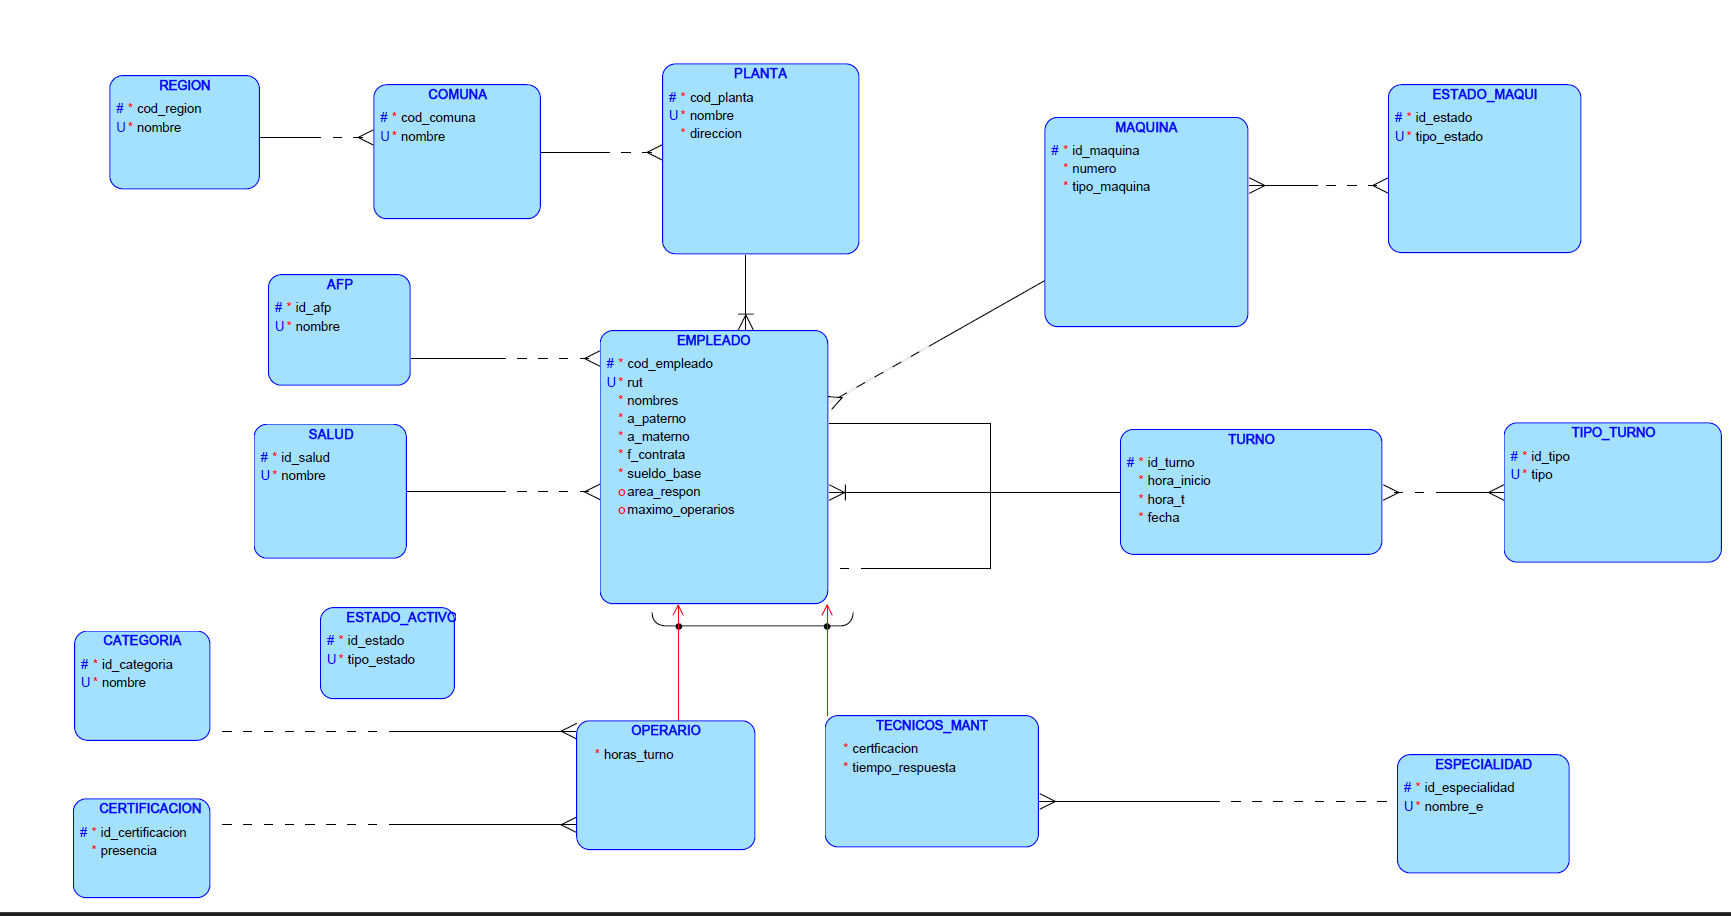 REGION
# * cod_region
U * nombre
COMUNA
# * cod_comuna
U * nombre
PLANTA
# * cod_planta
U * nombre
* direccion
MAQUINA
# * id_maquina
* numero
* tipo_maquina
ESTADO_MAQUI
# * id_estado
U * tipo_estado
AFP
# * id_afp
U * nombre
EMPLEADO
# * cod_empleado
U * rut
* nombres
* a_paterno
* a_materno
* f_contrata
* sueldo_base
o area_respon
o maximo_operarios
SALUD
# * id_salud
U * nombre
TURNO
# * id_turno
* hora_inicio
* hora_t
* fecha
TIPO_TURNO
# * id_tipo
U * tipo
ESTADO_ACTIVO
# * id_estado
U * tipo_estado
CATEGORIA
# * id_categoria
U * nombre
OPERARIO
* horas_turno
TECNICOS_MANT
* certficacion
* tiempo_respuesta
ESPECIALIDAD
# * id_especialidad
U * nombre_e
CERTIFICACION
# * id_certificacion
* presencia